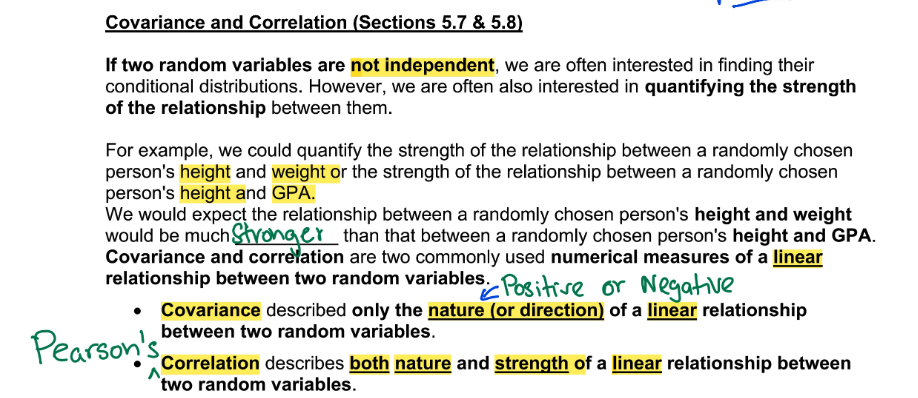 Covariance and Correlation (Sections 5.7 & 5.8)
If two random variables are not independent, we are often interested in finding their
conditional distributions. However, we are often also interested in quantifying the strength
of the relationship between them.
For example, we could quantify the strength of the relationship between a randomly chosen
person's height and weight or the strength of the relationship between a randomly chosen
person's height and GPA.
We would expect the relationship between a randomly chosen person's height and weight
would be much Stronger than that between a randomly chosen person's height and GPA.
Covariance and correlation are two commonly used numerical measures of a linear
relationship between two random variables.
Positive or Negative
• Covariance described only the nature (or direction) of a linear relationship
between two random variables.
Pearson's
• Correlation describes both nature and strength of a linear relationship between
two random variables.